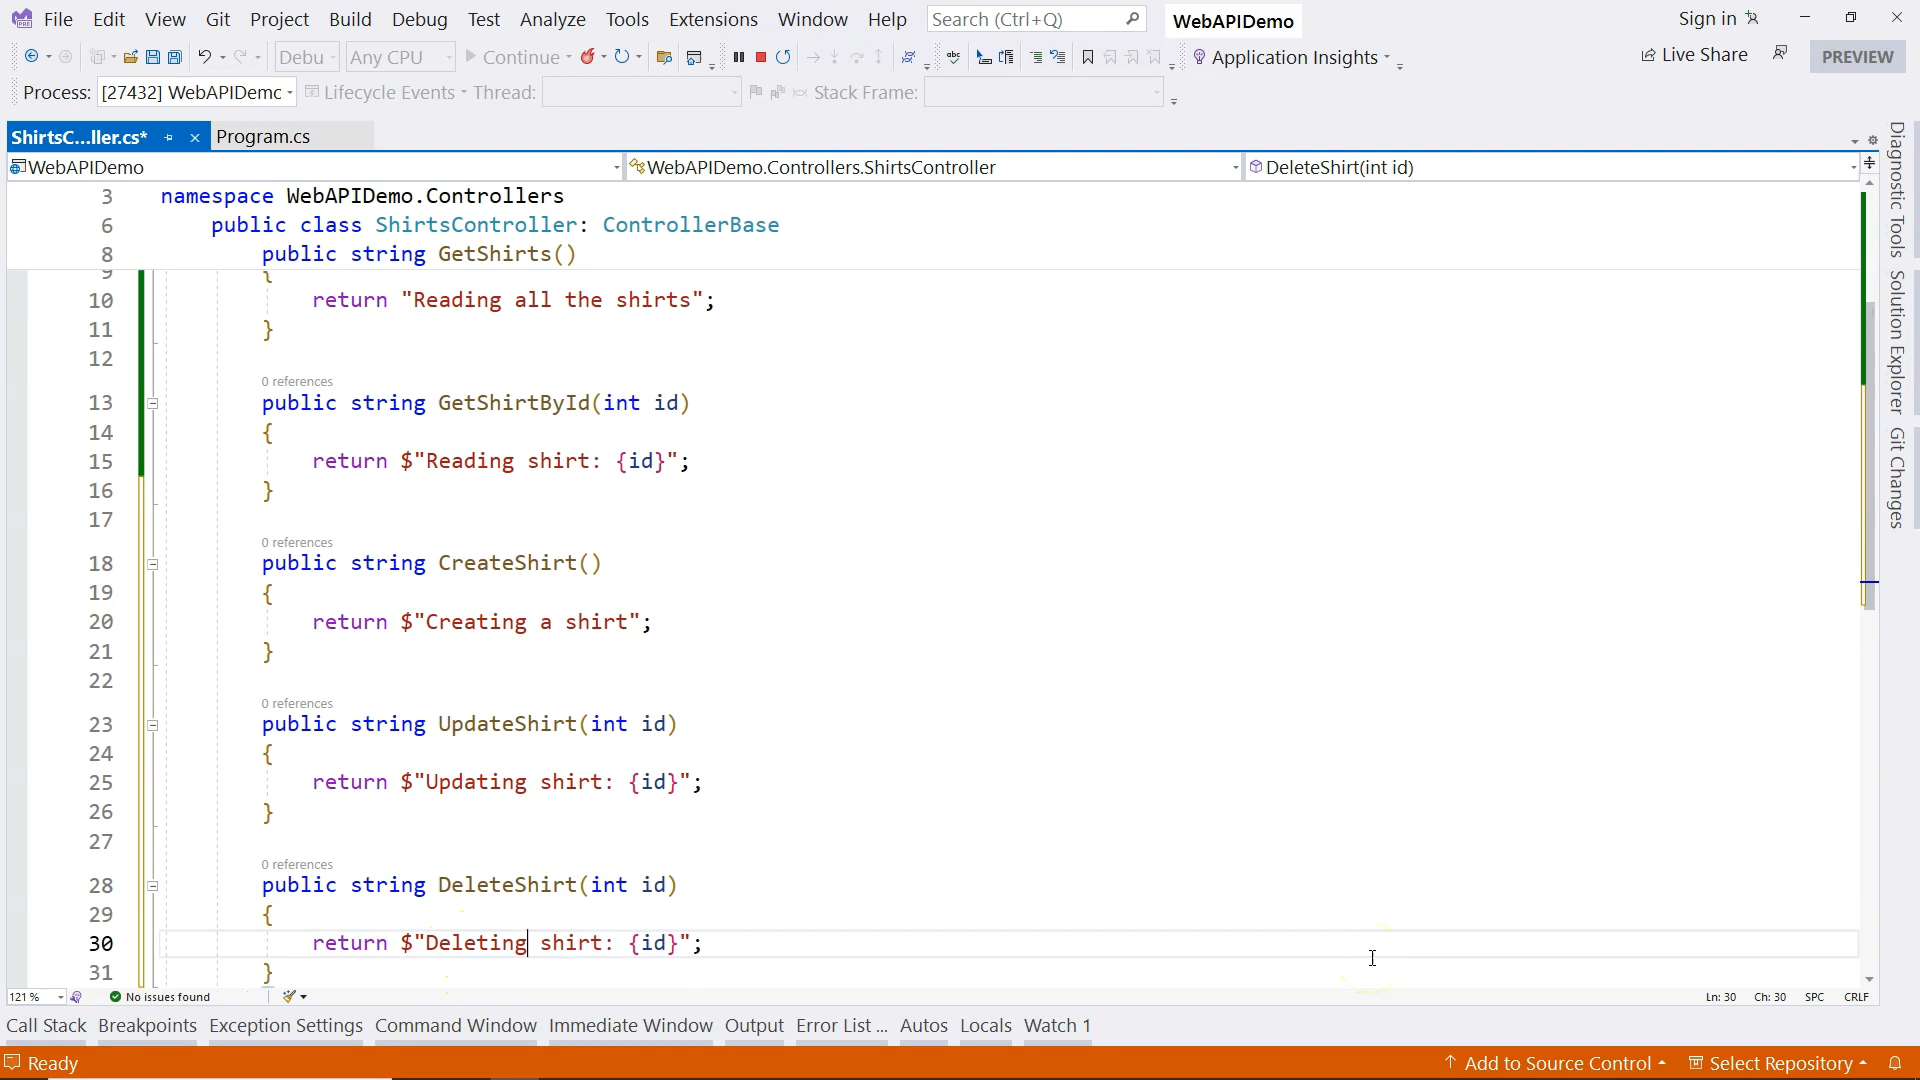 File Edit View Git Project Build Debug Test Analyze Tools Extensions Window Help Search (Ctrl+Q) WebAPIDemo Sign in
Debu Any CPU Continue Application Insights Live Share PREVIEW
Process: [27432] WebAPIDemo Lifecycle Events Thread: Stack Frame:
ShirtsC...ller.cs* Program.cs
WebAPIDemo WebAPIDemo.Controllers.ShirtsController DeleteShirt(int id)
3 namespace WebAPIDemo.Controllers
6 public class ShirtsController: ControllerBase
8 public string GetShirts()
9 {
10 return "Reading all the shirts";
11 }
12
0 references
13 public string GetShirtById(int id)
14 {
15 return $"Reading shirt: {id}";
16 }
17
0 references
18 public string CreateShirt()
19 {
20 return $"Creating a shirt";
21 }
22
0 references
23 public string UpdateShirt(int id)
24 {
25 return $"Updating shirt: {id}";
26 }
27
0 references
28 public string DeleteShirt(int id)
29 {
30 return $"Deleting shirt: {id}";
31 }
Diagnostic Tools
Solution Explorer
Git Changes
121 % No issues found Ln: 30 Ch: 30 SPC CRLF
Call Stack Breakpoints Exception Settings Command Window Immediate Window Output Error List ... Autos Locals Watch 1
Ready Add to Source Control Select Repository